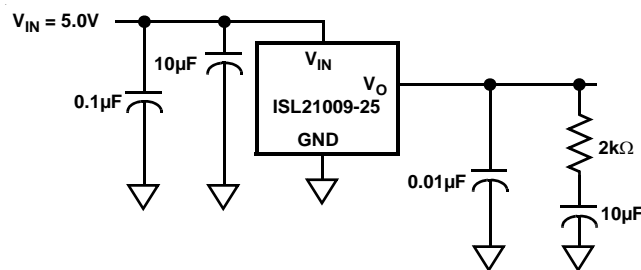 V_IN = 5.0V
10µF
0.1µF
V_IN
V_O
ISL21009-25
GND
0.01µF
2kΩ
10µF